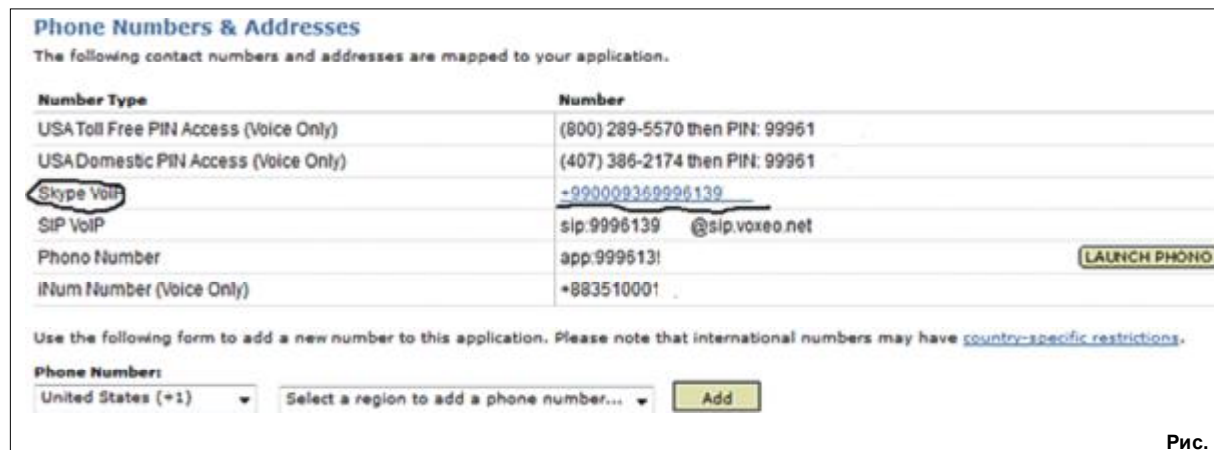 Phone Numbers & Addresses
The following contact numbers and addresses are mapped to your application.
Number Type Number
USA Toll Free PIN Access (Voice Only) (800) 289-5570 then PIN: 99961
USA Domestic PIN Access (Voice Only) (407) 386-2174 then PIN: 99961
Skype VoIP +990009369996139
SIP VoIP sip:9996139 @sip.voxeo.net
Phono Number app:999613 LAUNCH PHONO
iNum Number (Voice Only) +883510001
Use the following form to add a new number to this application. Please note that international numbers may have country-specific restrictions.
Phone Number:
United States (+1) Select a region to add a phone number... Add
Рис.